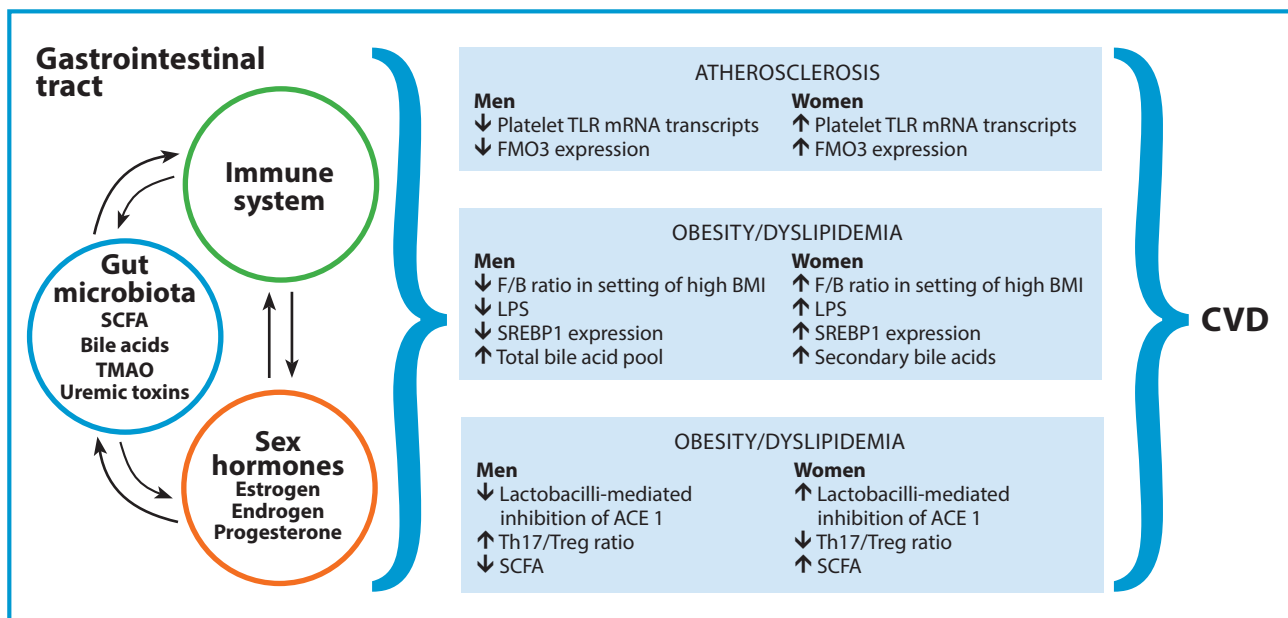 Gastrointestinal
tract
Immune
system
Gut
microbiota
SCFA
Bile acids
TMAO
Uremic toxins
Sex
hormones
Estrogen
Endrogen
Progesterone
ATHEROSCLEROSIS
Men
↓ Platelet TLR mRNA transcripts
↓ FMO3 expression
Women
↑ Platelet TLR mRNA transcripts
↑ FMO3 expression
OBESITY/DYSLIPIDEMIA
Men
↓ F/B ratio in setting of high BMI
↓ LPS
↓ SREBP1 expression
↑ Total bile acid pool
Women
↑ F/B ratio in setting of high BMI
↑ LPS
↑ SREBP1 expression
↑ Secondary bile acids
OBESITY/DYSLIPIDEMIA
Men
↓ Lactobacilli-mediated
inhibition of ACE 1
↑ Th17/Treg ratio
↓ SCFA
Women
↑ Lactobacilli-mediated
inhibition of ACE 1
↓ Th17/Treg ratio
↑ SCFA
CVD